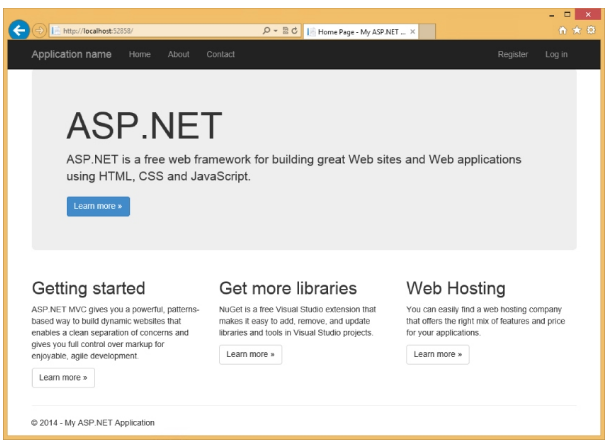 http://localhost:52858/
Home Page - My ASP.NET ...
Application name Home About Contact Register Log in
ASP.NET
ASP.NET is a free web framework for building great Web sites and Web applications
using HTML, CSS and JavaScript.
Learn more »
Getting started
ASP.NET MVC gives you a powerful, patterns-
based way to build dynamic websites that
enables a clean separation of concerns and
gives you full control over markup for
enjoyable, agile development.
Learn more »
Get more libraries
NuGet is a free Visual Studio extension that
makes it easy to add, remove, and update
libraries and tools in Visual Studio projects.
Learn more »
Web Hosting
You can easily find a web hosting company
that offers the right mix of features and price
for your applications.
Learn more »
© 2014 - My ASP.NET Application